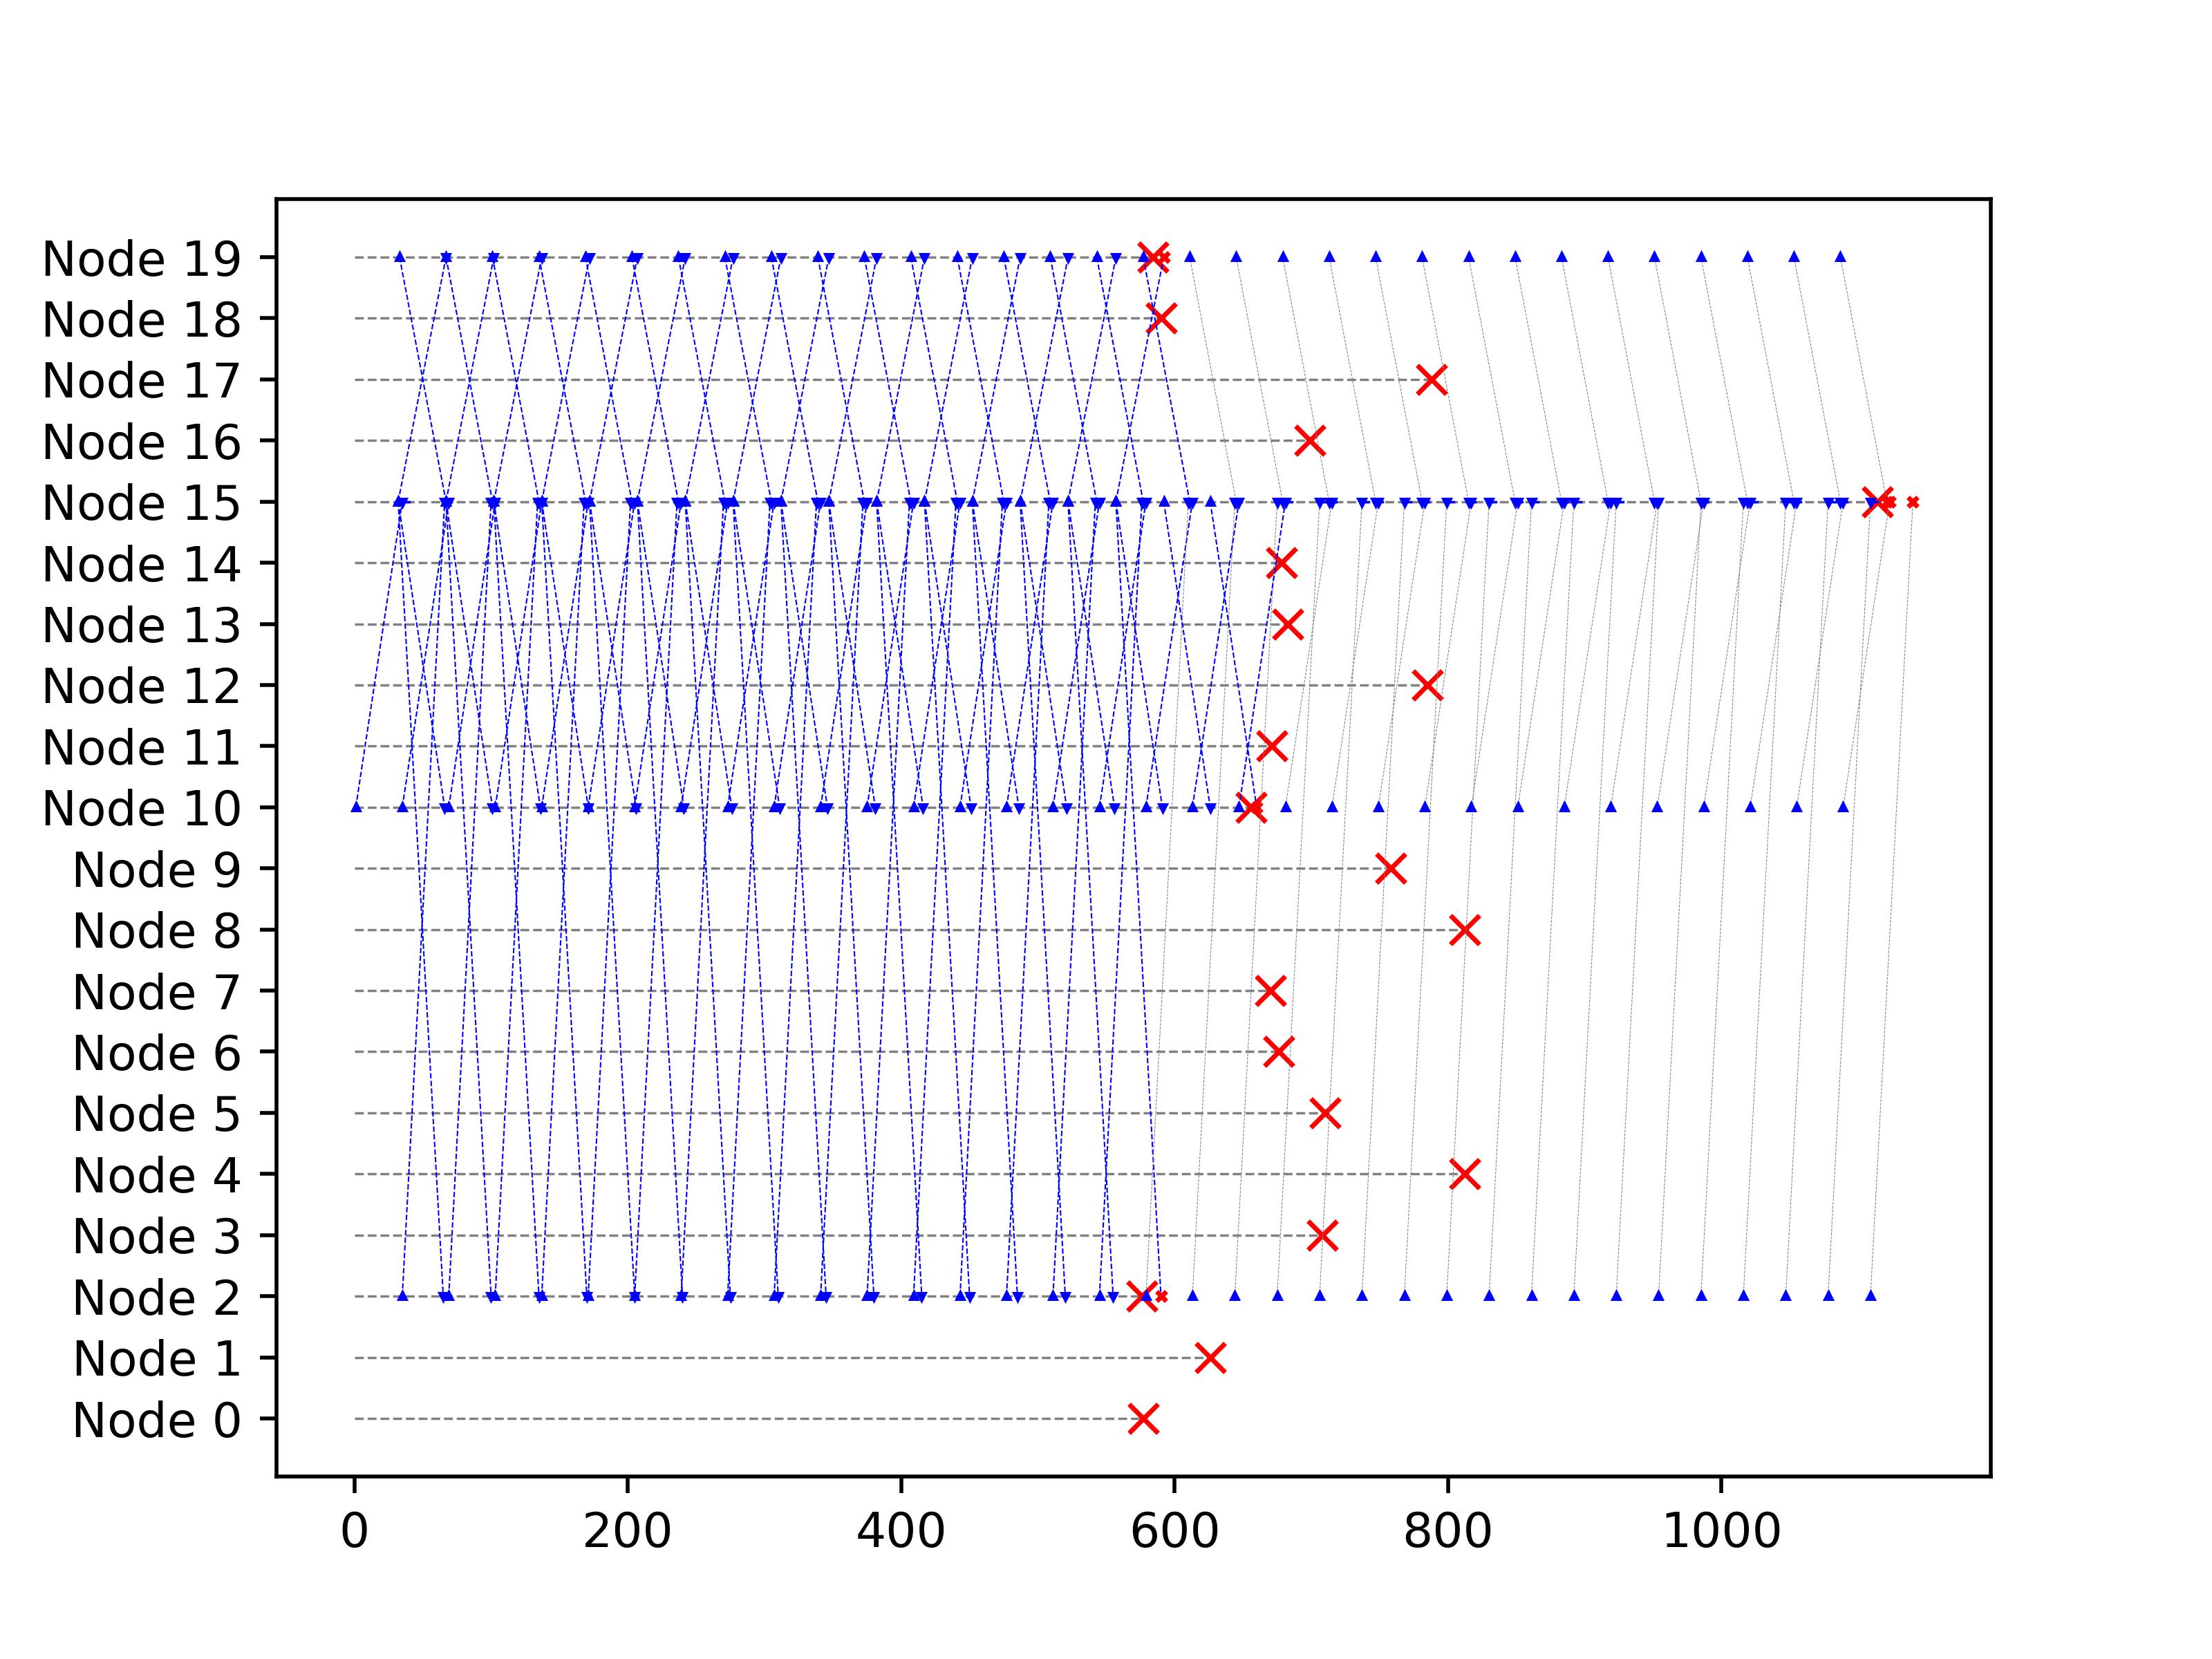 Node 19
Node 18
Node 17
Node 16
Node 15
Node 14
Node 13
Node 12
Node 11
Node 10
Node 9
Node 8
Node 7
Node 6
Node 5
Node 4
Node 3
Node 2
Node 1
Node 0
0 200 400 600 800 1000